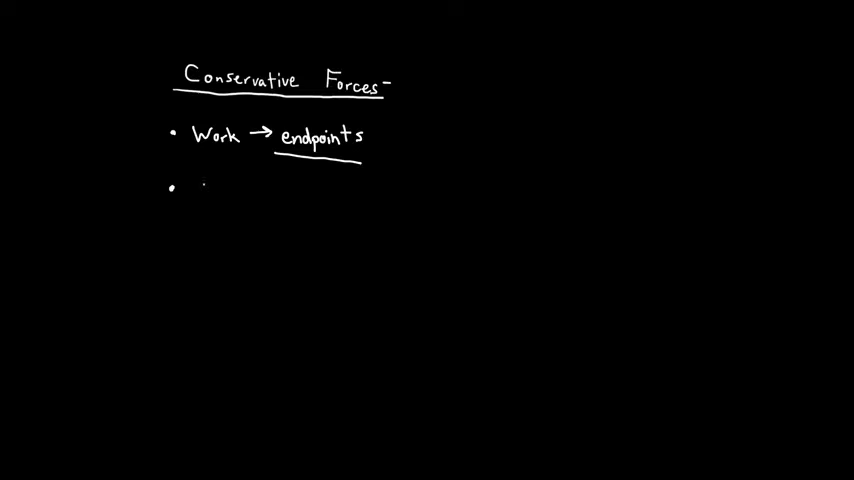 Conservative Forces-
• Work → endpoints
•